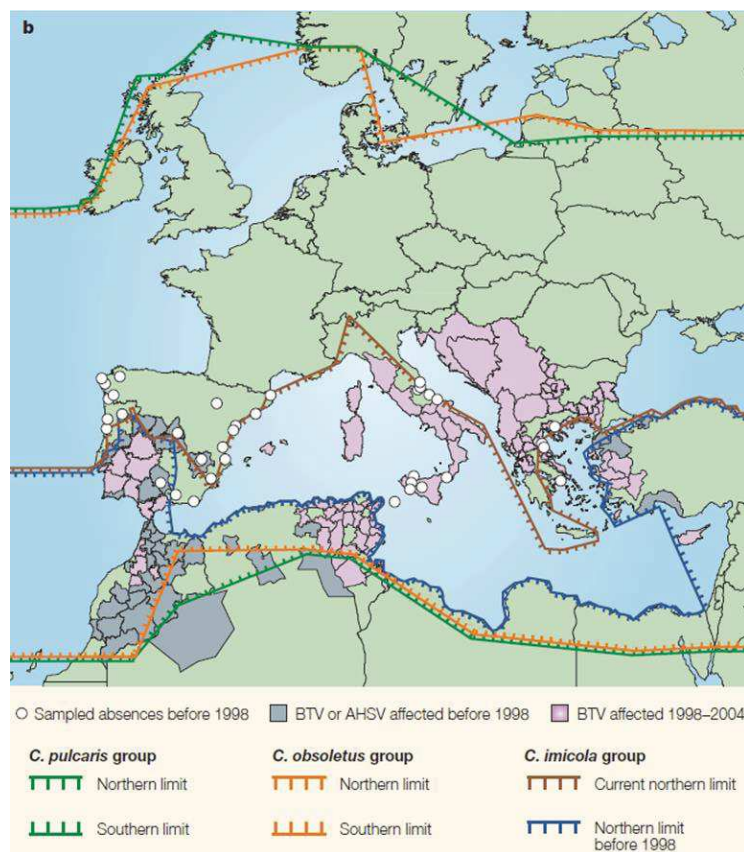 b
Sampled absences before 1998 BTV or AHSV affected before 1998 BTV affected 1998–2004
C. pulcaris group C. obsoletus group C. imicola group
Northern limit Northern limit Current northern limit
Southern limit Southern limit Northern limit
before 1998